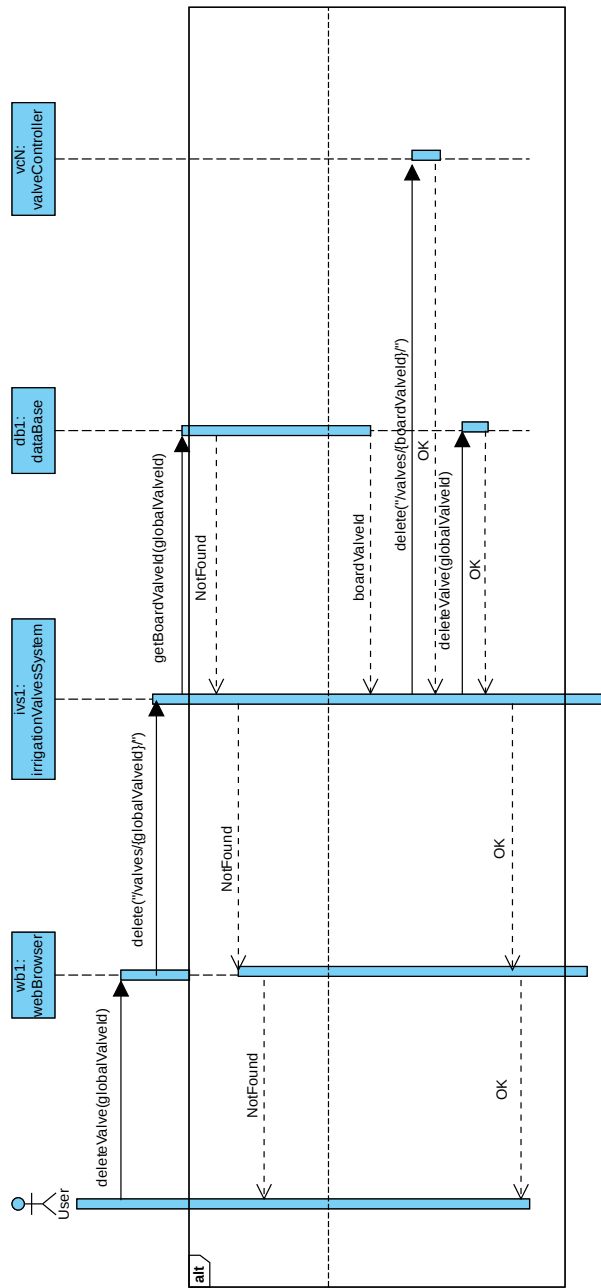 User
wb1:
webBrowser
ivs1:
irrigationValvesSystem
db1:
dataBase
vcN:
valveController
deleteValve(globalValveId)
delete("/valves/{globalValveId}/")
getBoardValveId(globalValveId)
alt
NotFound
NotFound
NotFound
boardValveId
delete("/valves/{boardValveId}/")
OK
deleteValve(globalValveId)
OK
OK
OK